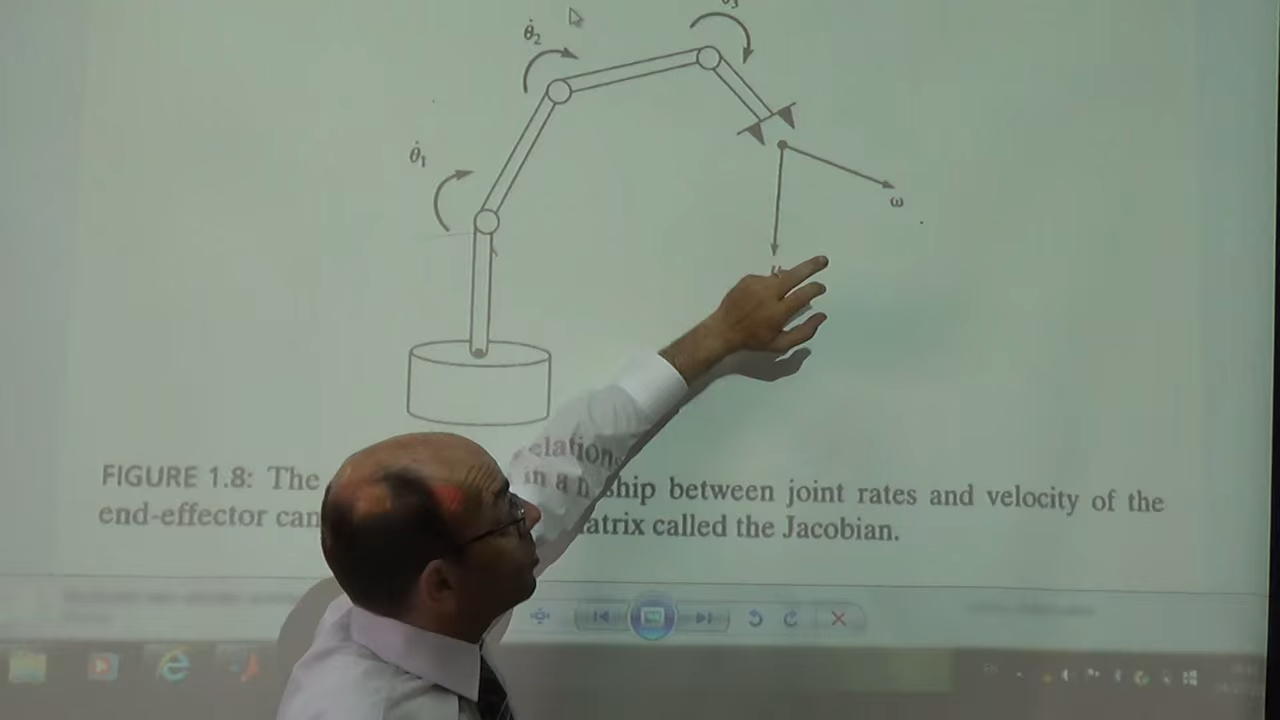 θ̇2
θ̇1
ω
FIGURE 1.8: The elation ship between joint rates and velocity of the
end-effector can in a atrix called the Jacobian.